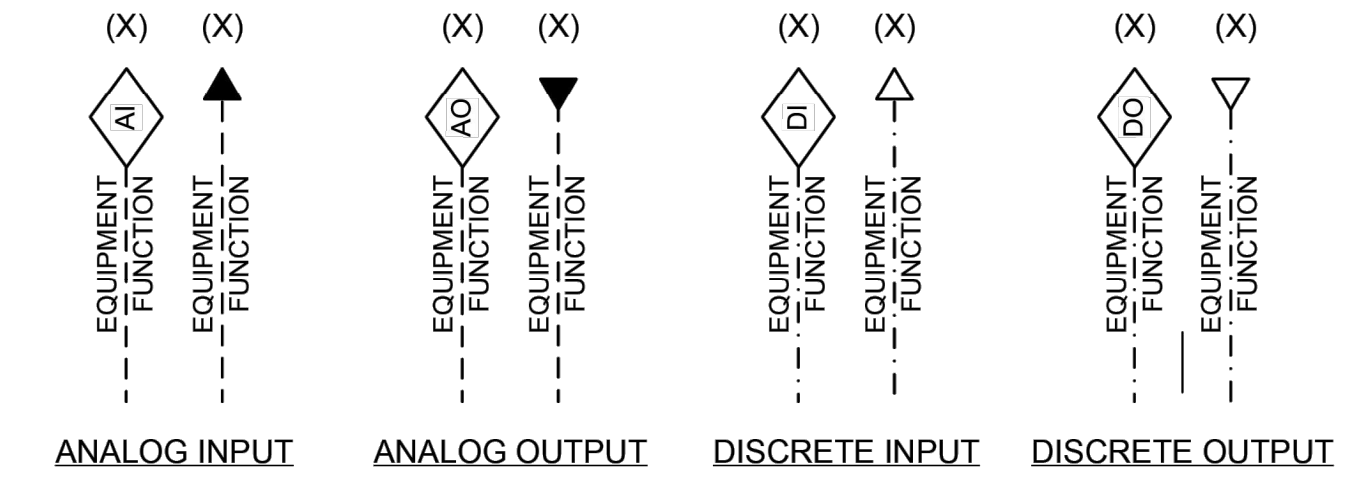 (X) (X) (X) (X) (X) (X) (X) (X)
AI AO DI DO
EQUIPMENT FUNCTION EQUIPMENT FUNCTION EQUIPMENT FUNCTION EQUIPMENT FUNCTION EQUIPMENT FUNCTION EQUIPMENT FUNCTION EQUIPMENT FUNCTION EQUIPMENT FUNCTION
ANALOG INPUT ANALOG OUTPUT DISCRETE INPUT DISCRETE OUTPUT